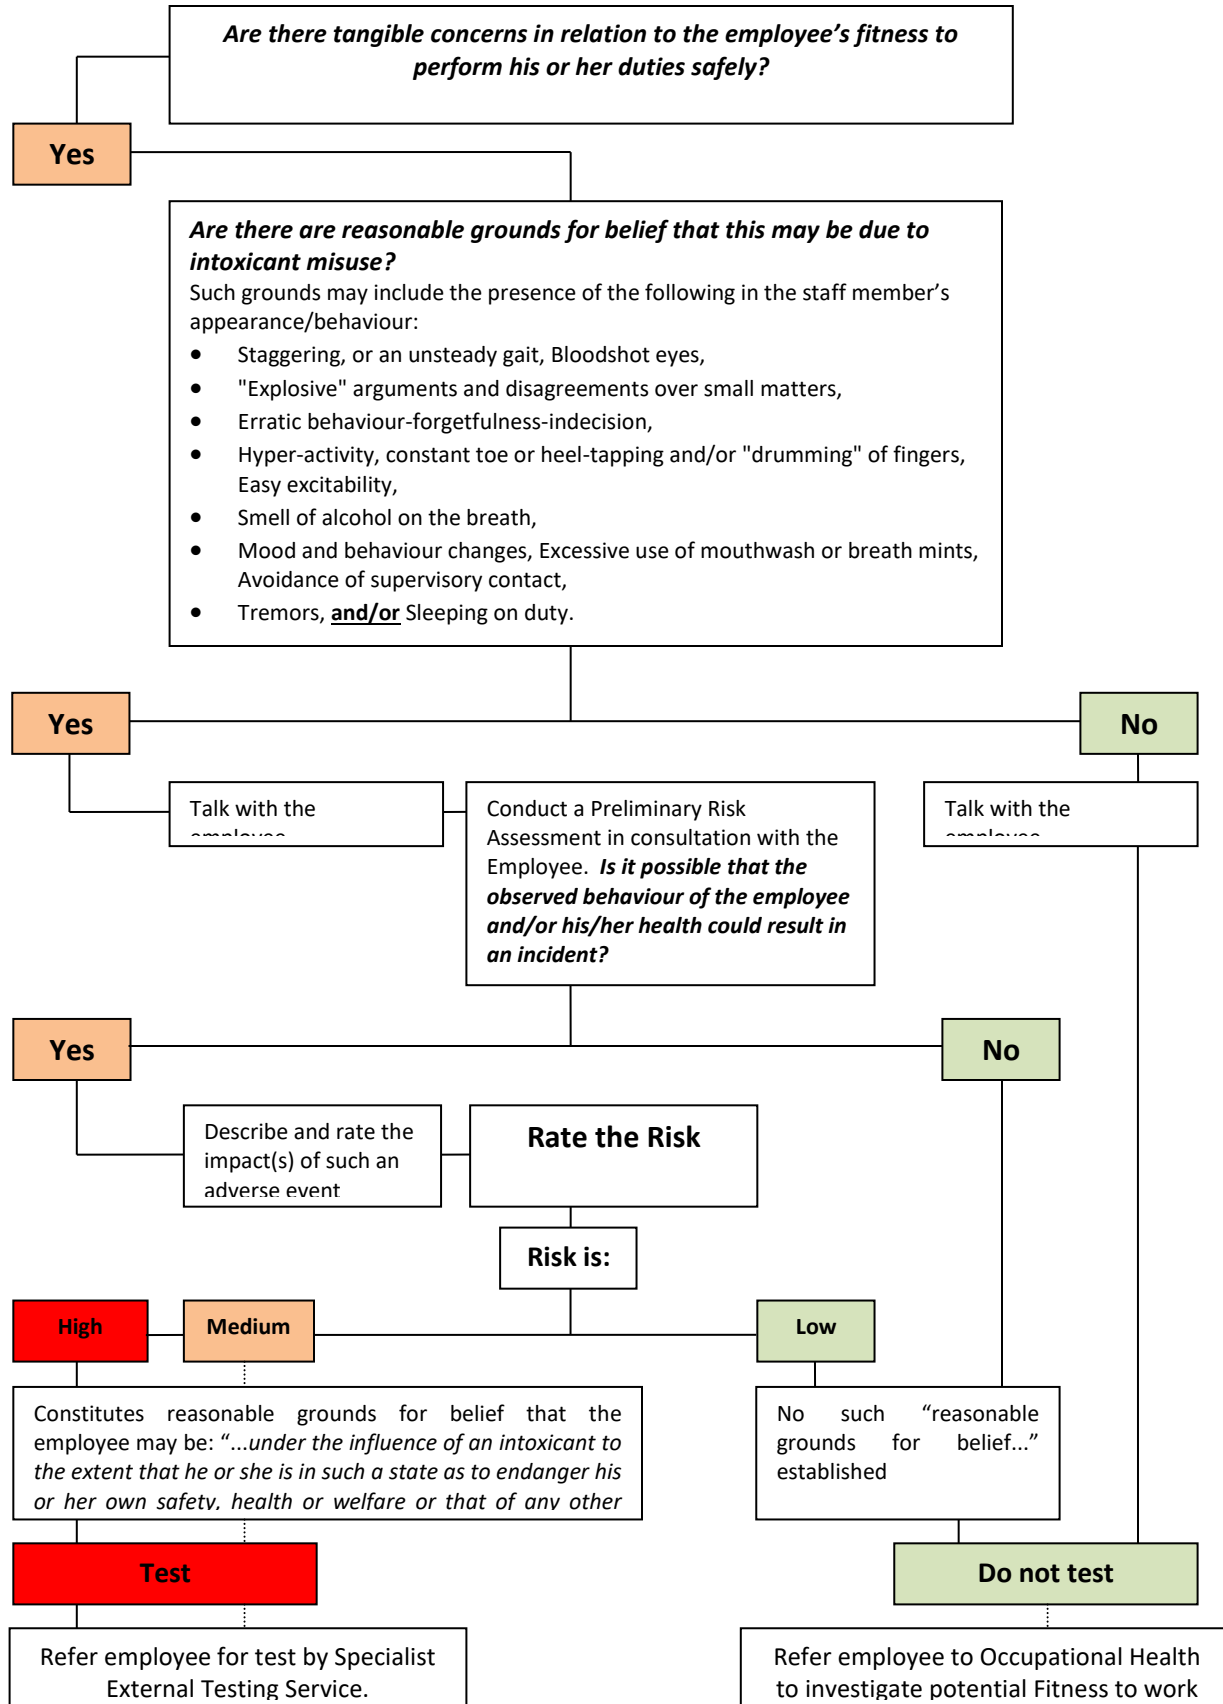 Are there tangible concerns in relation to the employee’s fitness to
perform his or her duties safely?
Yes
Are there are reasonable grounds for belief that this may be due to
intoxicant misuse?
Such grounds may include the presence of the following in the staff member’s
appearance/behaviour:
• Staggering, or an unsteady gait, Bloodshot eyes,
• "Explosive" arguments and disagreements over small matters,
• Erratic behaviour-forgetfulness-indecision,
• Hyper-activity, constant toe or heel-tapping and/or "drumming" of fingers,
Easy excitability,
• Smell of alcohol on the breath,
• Mood and behaviour changes, Excessive use of mouthwash or breath mints,
Avoidance of supervisory contact,
• Tremors, and/or Sleeping on duty.
Yes
No
Talk with the
employee
Conduct a Preliminary Risk
Assessment in consultation with the
Employee. Is it possible that the
observed behaviour of the employee
and/or his/her health could result in
an incident?
Talk with the
employee
Yes
No
Describe and rate the
impact(s) of such an
adverse event
Rate the Risk
Risk is:
High
Medium
Low
Constitutes reasonable grounds for belief that the
employee may be: “...under the influence of an intoxicant to
the extent that he or she is in such a state as to endanger his
or her own safety, health or welfare or that of any other
No such “reasonable
grounds for belief...”
established
Test
Do not test
Refer employee for test by Specialist
External Testing Service.
Refer employee to Occupational Health
to investigate potential Fitness to work